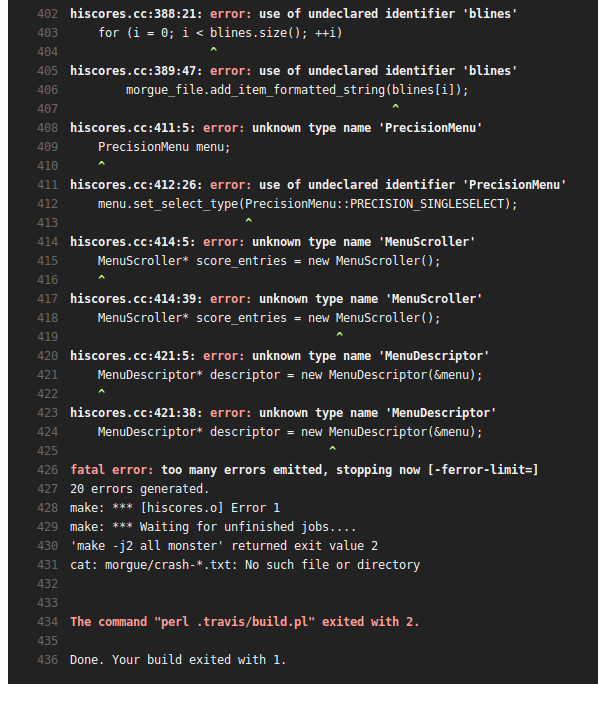 402 hiscores.cc:388:21: error: use of undeclared identifier 'blines'
403     for (i = 0; i < blines.size(); ++i)
404                     ^
405 hiscores.cc:389:47: error: use of undeclared identifier 'blines'
406         morgue_file.add_item_formatted_string(blines[i]);
407                                               ^
408 hiscores.cc:411:5: error: unknown type name 'PrecisionMenu'
409     PrecisionMenu menu;
410     ^
411 hiscores.cc:412:26: error: use of undeclared identifier 'PrecisionMenu'
412     menu.set_select_type(PrecisionMenu::PRECISION_SINGLESELECT);
413                          ^
414 hiscores.cc:414:5: error: unknown type name 'MenuScroller'
415     MenuScroller* score_entries = new MenuScroller();
416     ^
417 hiscores.cc:414:39: error: unknown type name 'MenuScroller'
418     MenuScroller* score_entries = new MenuScroller();
419                                       ^
420 hiscores.cc:421:5: error: unknown type name 'MenuDescriptor'
421     MenuDescriptor* descriptor = new MenuDescriptor(&menu);
422     ^
423 hiscores.cc:421:38: error: unknown type name 'MenuDescriptor'
424     MenuDescriptor* descriptor = new MenuDescriptor(&menu);
425                                      ^
426 fatal error: too many errors emitted, stopping now [-ferror-limit=]
427 20 errors generated.
428 make: *** [hiscores.o] Error 1
429 make: *** Waiting for unfinished jobs....
430 'make -j2 all monster' returned exit value 2
431 cat: morgue/crash-*.txt: No such file or directory
432
433
434 The command "perl .travis/build.pl" exited with 2.
435
436 Done. Your build exited with 1.